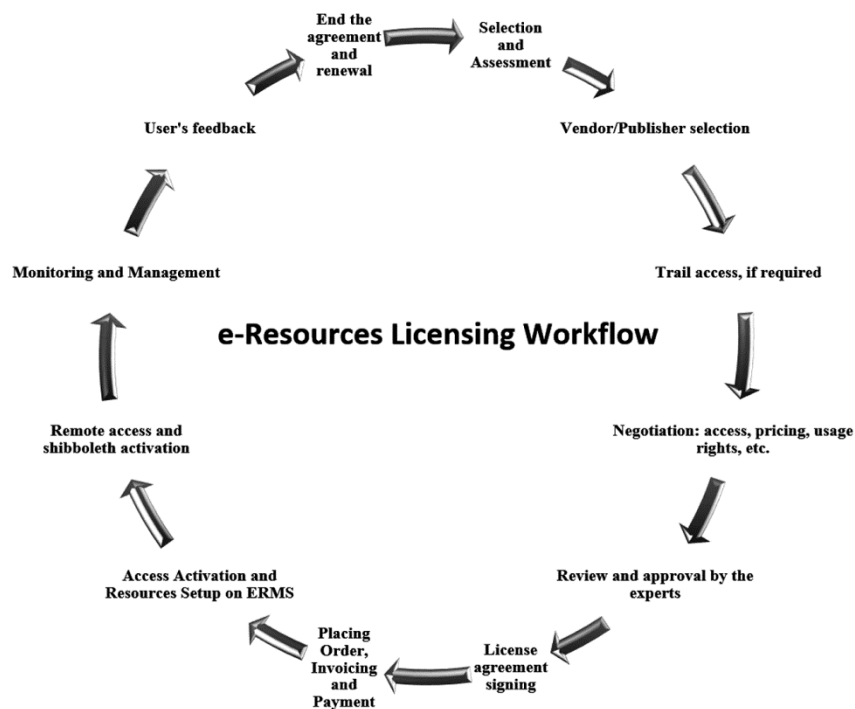 End the
agreement
and
renewal
Selection
and
Assessment
Vendor/Publisher selection
Trail access, if required
Negotiation: access, pricing, usage
rights, etc.
Review and approval by the
experts
License
agreement
signing
Placing
Order,
Invoicing
and
Payment
Access Activation and
Resources Setup on ERMS
Remote access and
shibboleth activation
Monitoring and Management
User's feedback
e-Resources Licensing Workflow